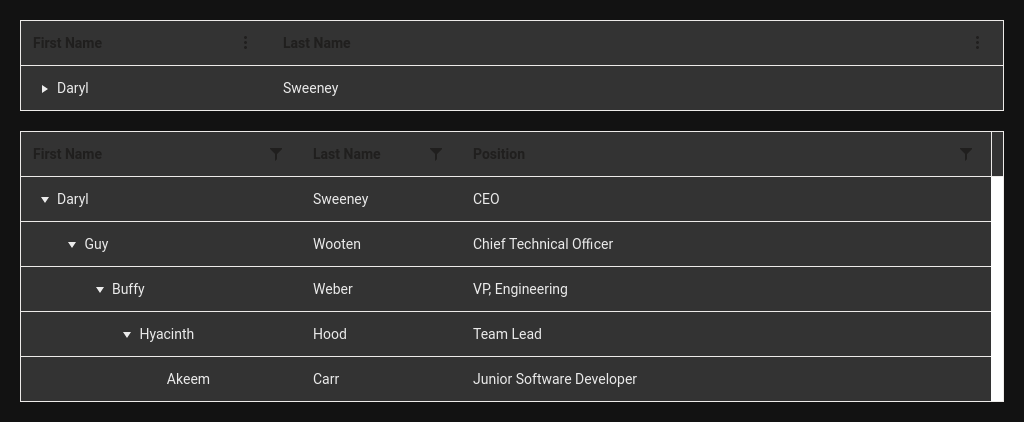 First Name Last Name
Daryl Sweeney
First Name Last Name Position
Daryl Sweeney CEO
Guy Wooten Chief Technical Officer
Buffy Weber VP, Engineering
Hyacinth Hood Team Lead
Akeem Carr Junior Software Developer